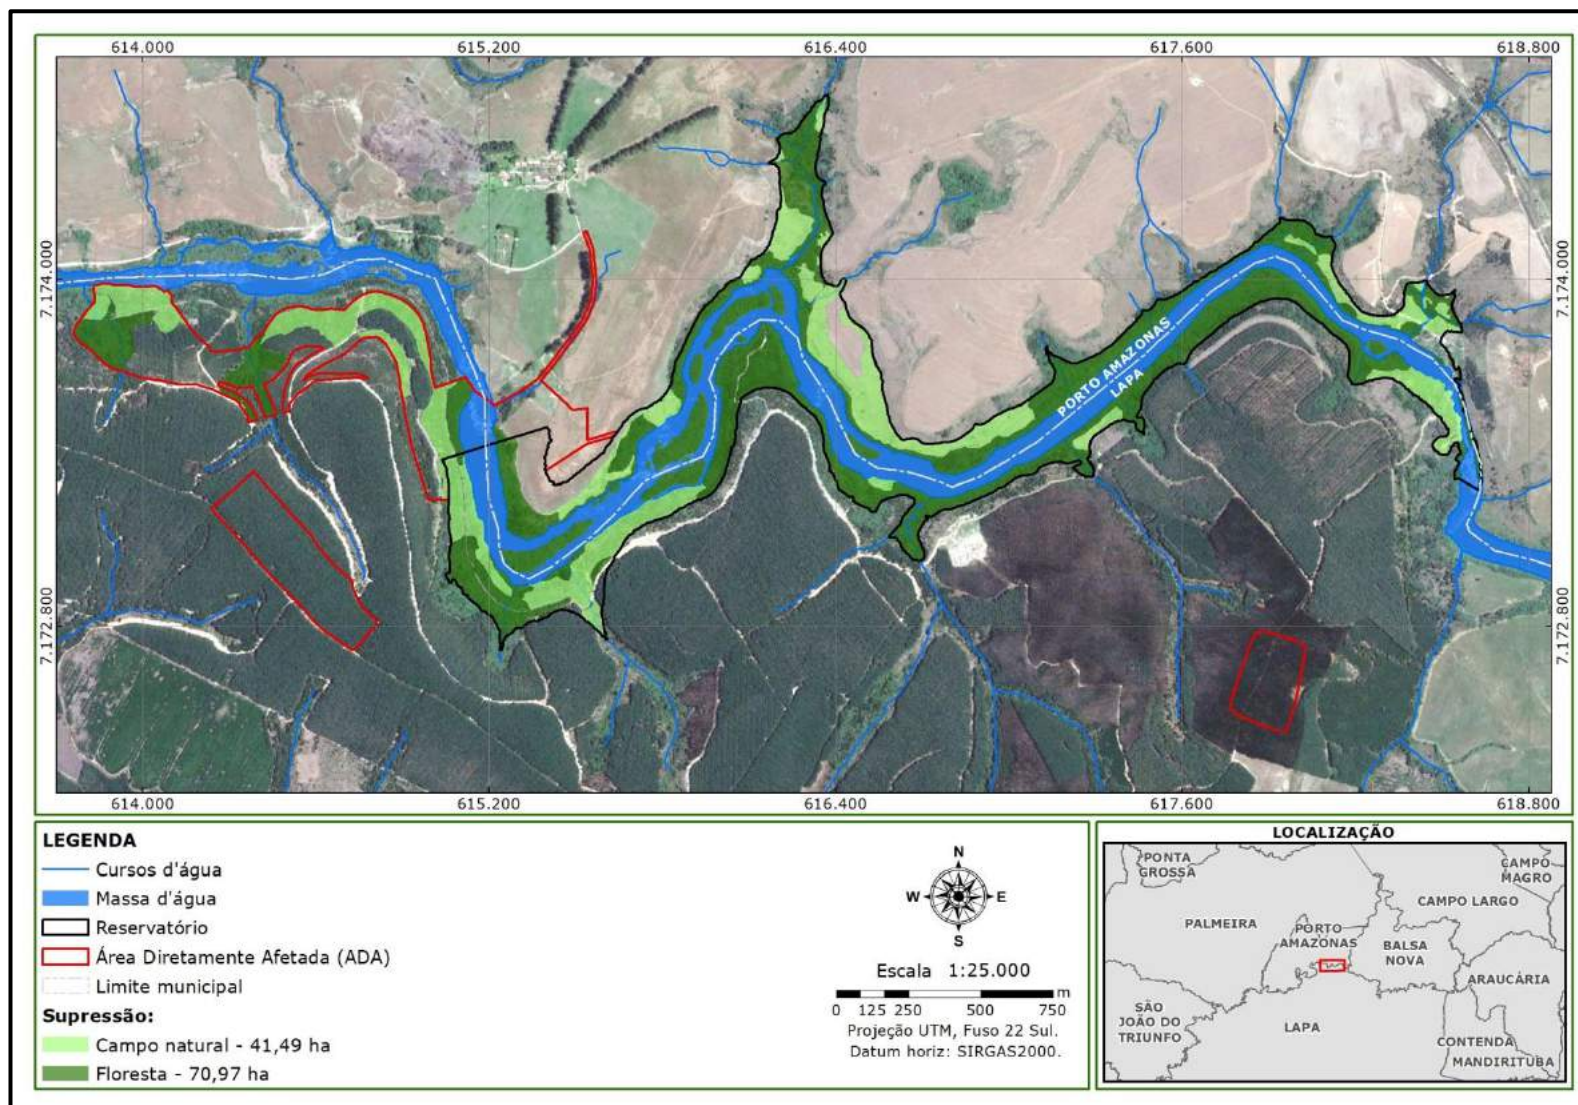 614.000 615.200 616.400 617.600 618.800
7.174.000 7.174.000
PORTO AMAZONAS
LAPA
7.172.800 7.172.800
614.000 615.200 616.400 617.600 618.800
LEGENDA
Cursos d'água
Massa d'água
Reservatório
Área Diretamente Afetada (ADA)
Limite municipal
Supressão:
Campo natural - 41,49 ha
Floresta - 70,97 ha
N
W E
S
Escala 1:25.000
0 125 250 500 750 m
Projeção UTM, Fuso 22 Sul.
Datum horiz: SIRGAS2000.
LOCALIZAÇÃO
PONTA
GROSSA
CAMPO
MAGRO
CAMPO LARGO
PALMEIRA
PORTO
AMAZONAS
BALSA
NOVA
ARAUCÁRIA
SÃO
JOÃO DO
TRIUNFO
LAPA
CONTENDA
MANDIRITUBA